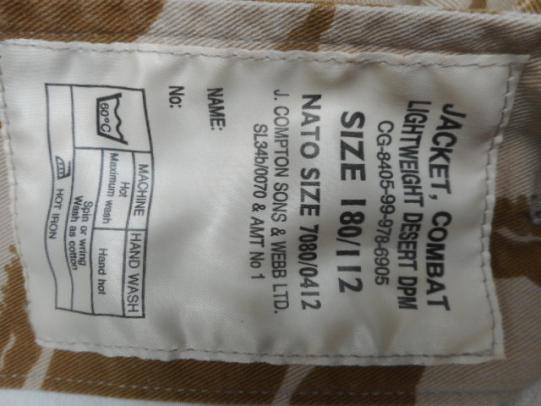 JACKET, COMBAT
LIGHTWEIGHT DESERT DPM
CG-8405-99-978-6905
SIZE 180/112
NATO SIZE 7080/0412
J. COMPTON SONS & WEBB LTD.
SL34b/0070 & AMT No 1
NAME:
No:
MACHINE
HAND WASH
60°C
Hot
Maximum wash
Hand hot
Spin or wring
Wash as cotton
HOT IRON